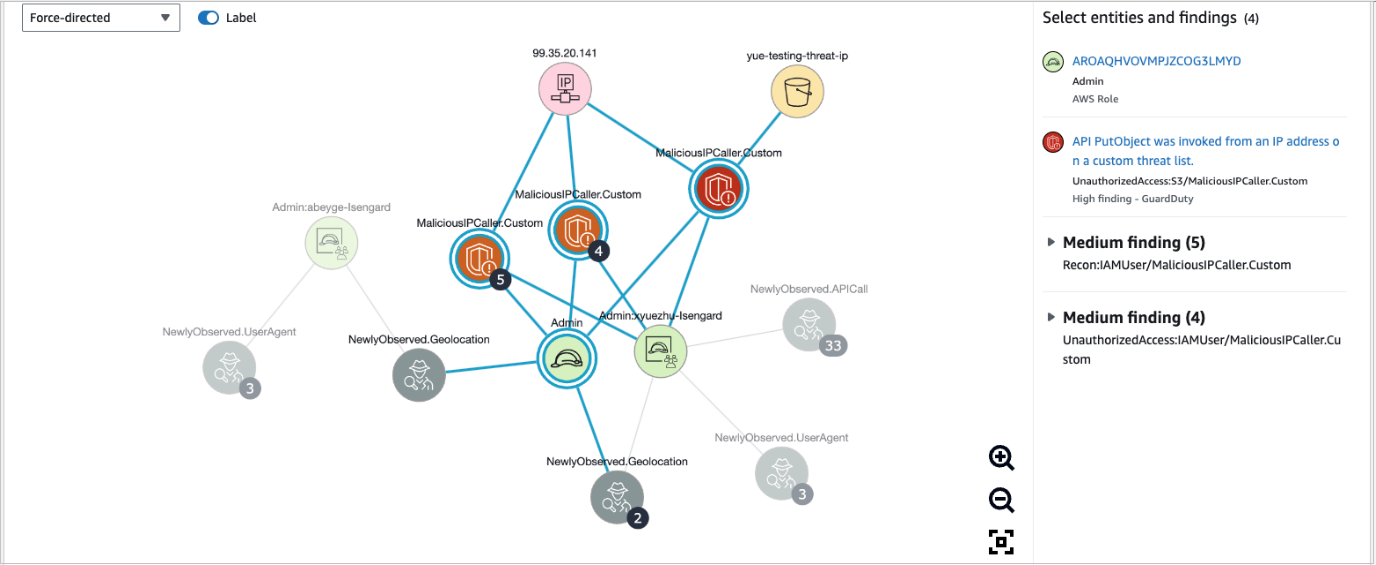 Force-directed
Label
Select entities and findings (4)
99.35.20.141
yue-testing-threat-ip
AROAQHVOVMPJZCOG3LMYD
Admin
AWS Role
IP
MaliciousIPCaller.Custom
API PutObject was invoked from an IP address o
n a custom threat list.
UnauthorizedAccess:S3/MaliciousIPCaller.Custom
High finding - GuardDuty
MaliciousIPCaller.Custom
4
Admin:abeyge-Isengard
MaliciousIPCaller.Custom
5
Medium finding (5)
Recon:IAMUser/MaliciousIPCaller.Custom
NewlyObserved.APICall
33
Admin
Admin:xyuezhu-Isengard
Medium finding (4)
UnauthorizedAccess:IAMUser/MaliciousIPCaller.Cu
stom
NewlyObserved.UserAgent
3
NewlyObserved.Geolocation
NewlyObserved.UserAgent
3
NewlyObserved.Geolocation
2